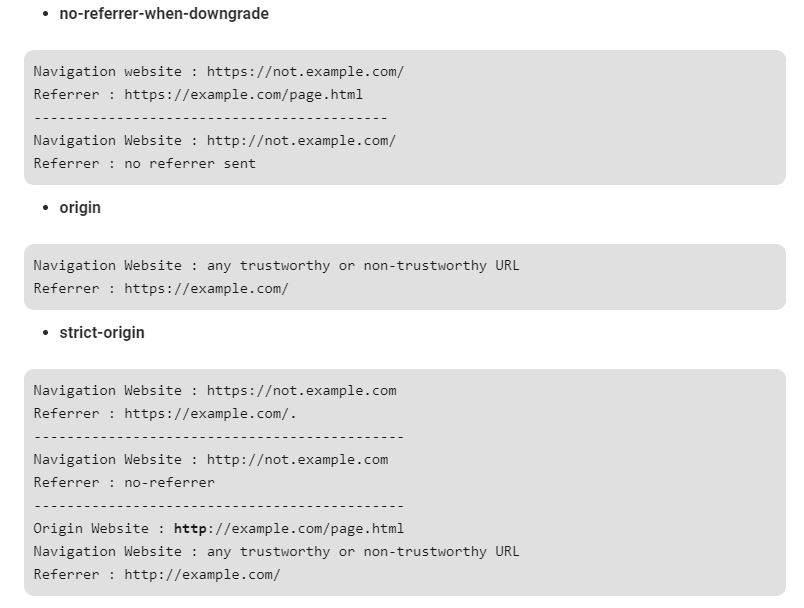 • no-referrer-when-downgrade
Navigation website : https://not.example.com/
Referrer : https://example.com/page.html
-------------------------------------------
Navigation Website : http://not.example.com/
Referrer : no referrer sent
• origin
Navigation Website : any trustworthy or non-trustworthy URL
Referrer : https://example.com/
• strict-origin
Navigation Website : https://not.example.com
Referrer : https://example.com/.
---------------------------------------------
Navigation Website : http://not.example.com
Referrer : no-referrer
---------------------------------------------
Origin Website : http://example.com/page.html
Navigation Website : any trustworthy or non-trustworthy URL
Referrer : http://example.com/